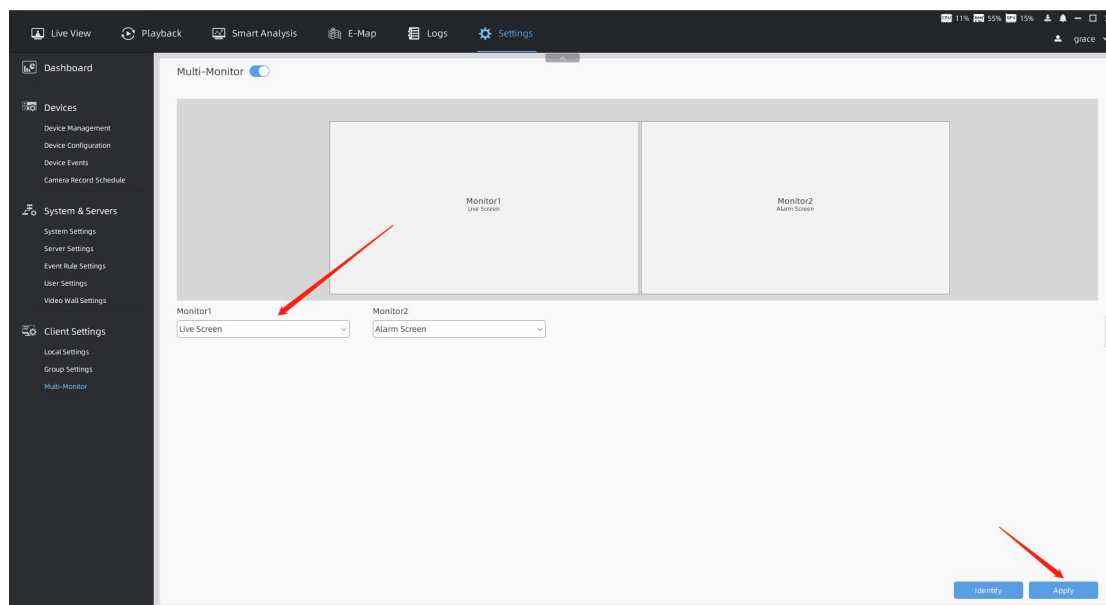 CPU 11% RAM 55% GPU 15%
Live View Playback Smart Analysis E-Map Logs Settings
grace
Dashboard
Multi-Monitor
Devices
Device Management
Device Configuration
Device Events
Camera Record Schedule
System & Servers
System Settings
Server Settings
Event Rule Settings
User Settings
Video Wall Settings
Client Settings
Local Settings
Group Settings
Multi-Monitor
Monitor1
Live Screen
Monitor2
Alarm Screen
Monitor1 Monitor2
Live Screen Alarm Screen
Identify Apply